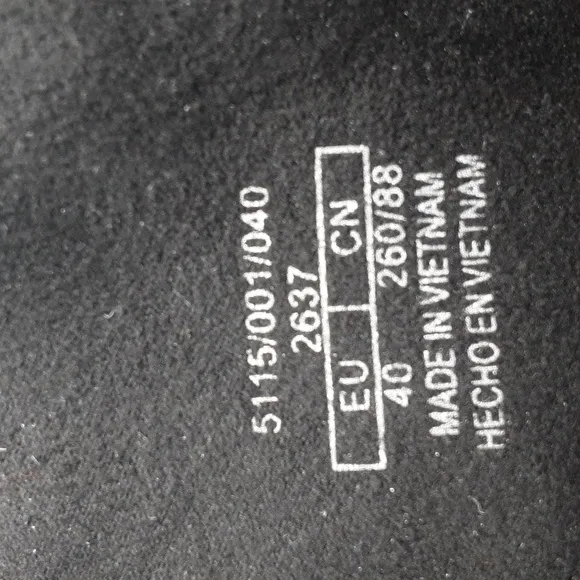 5115/001/040
2637
EU CN
40 260/88
MADE IN VIETNAM
HECHO EN VIETNAM